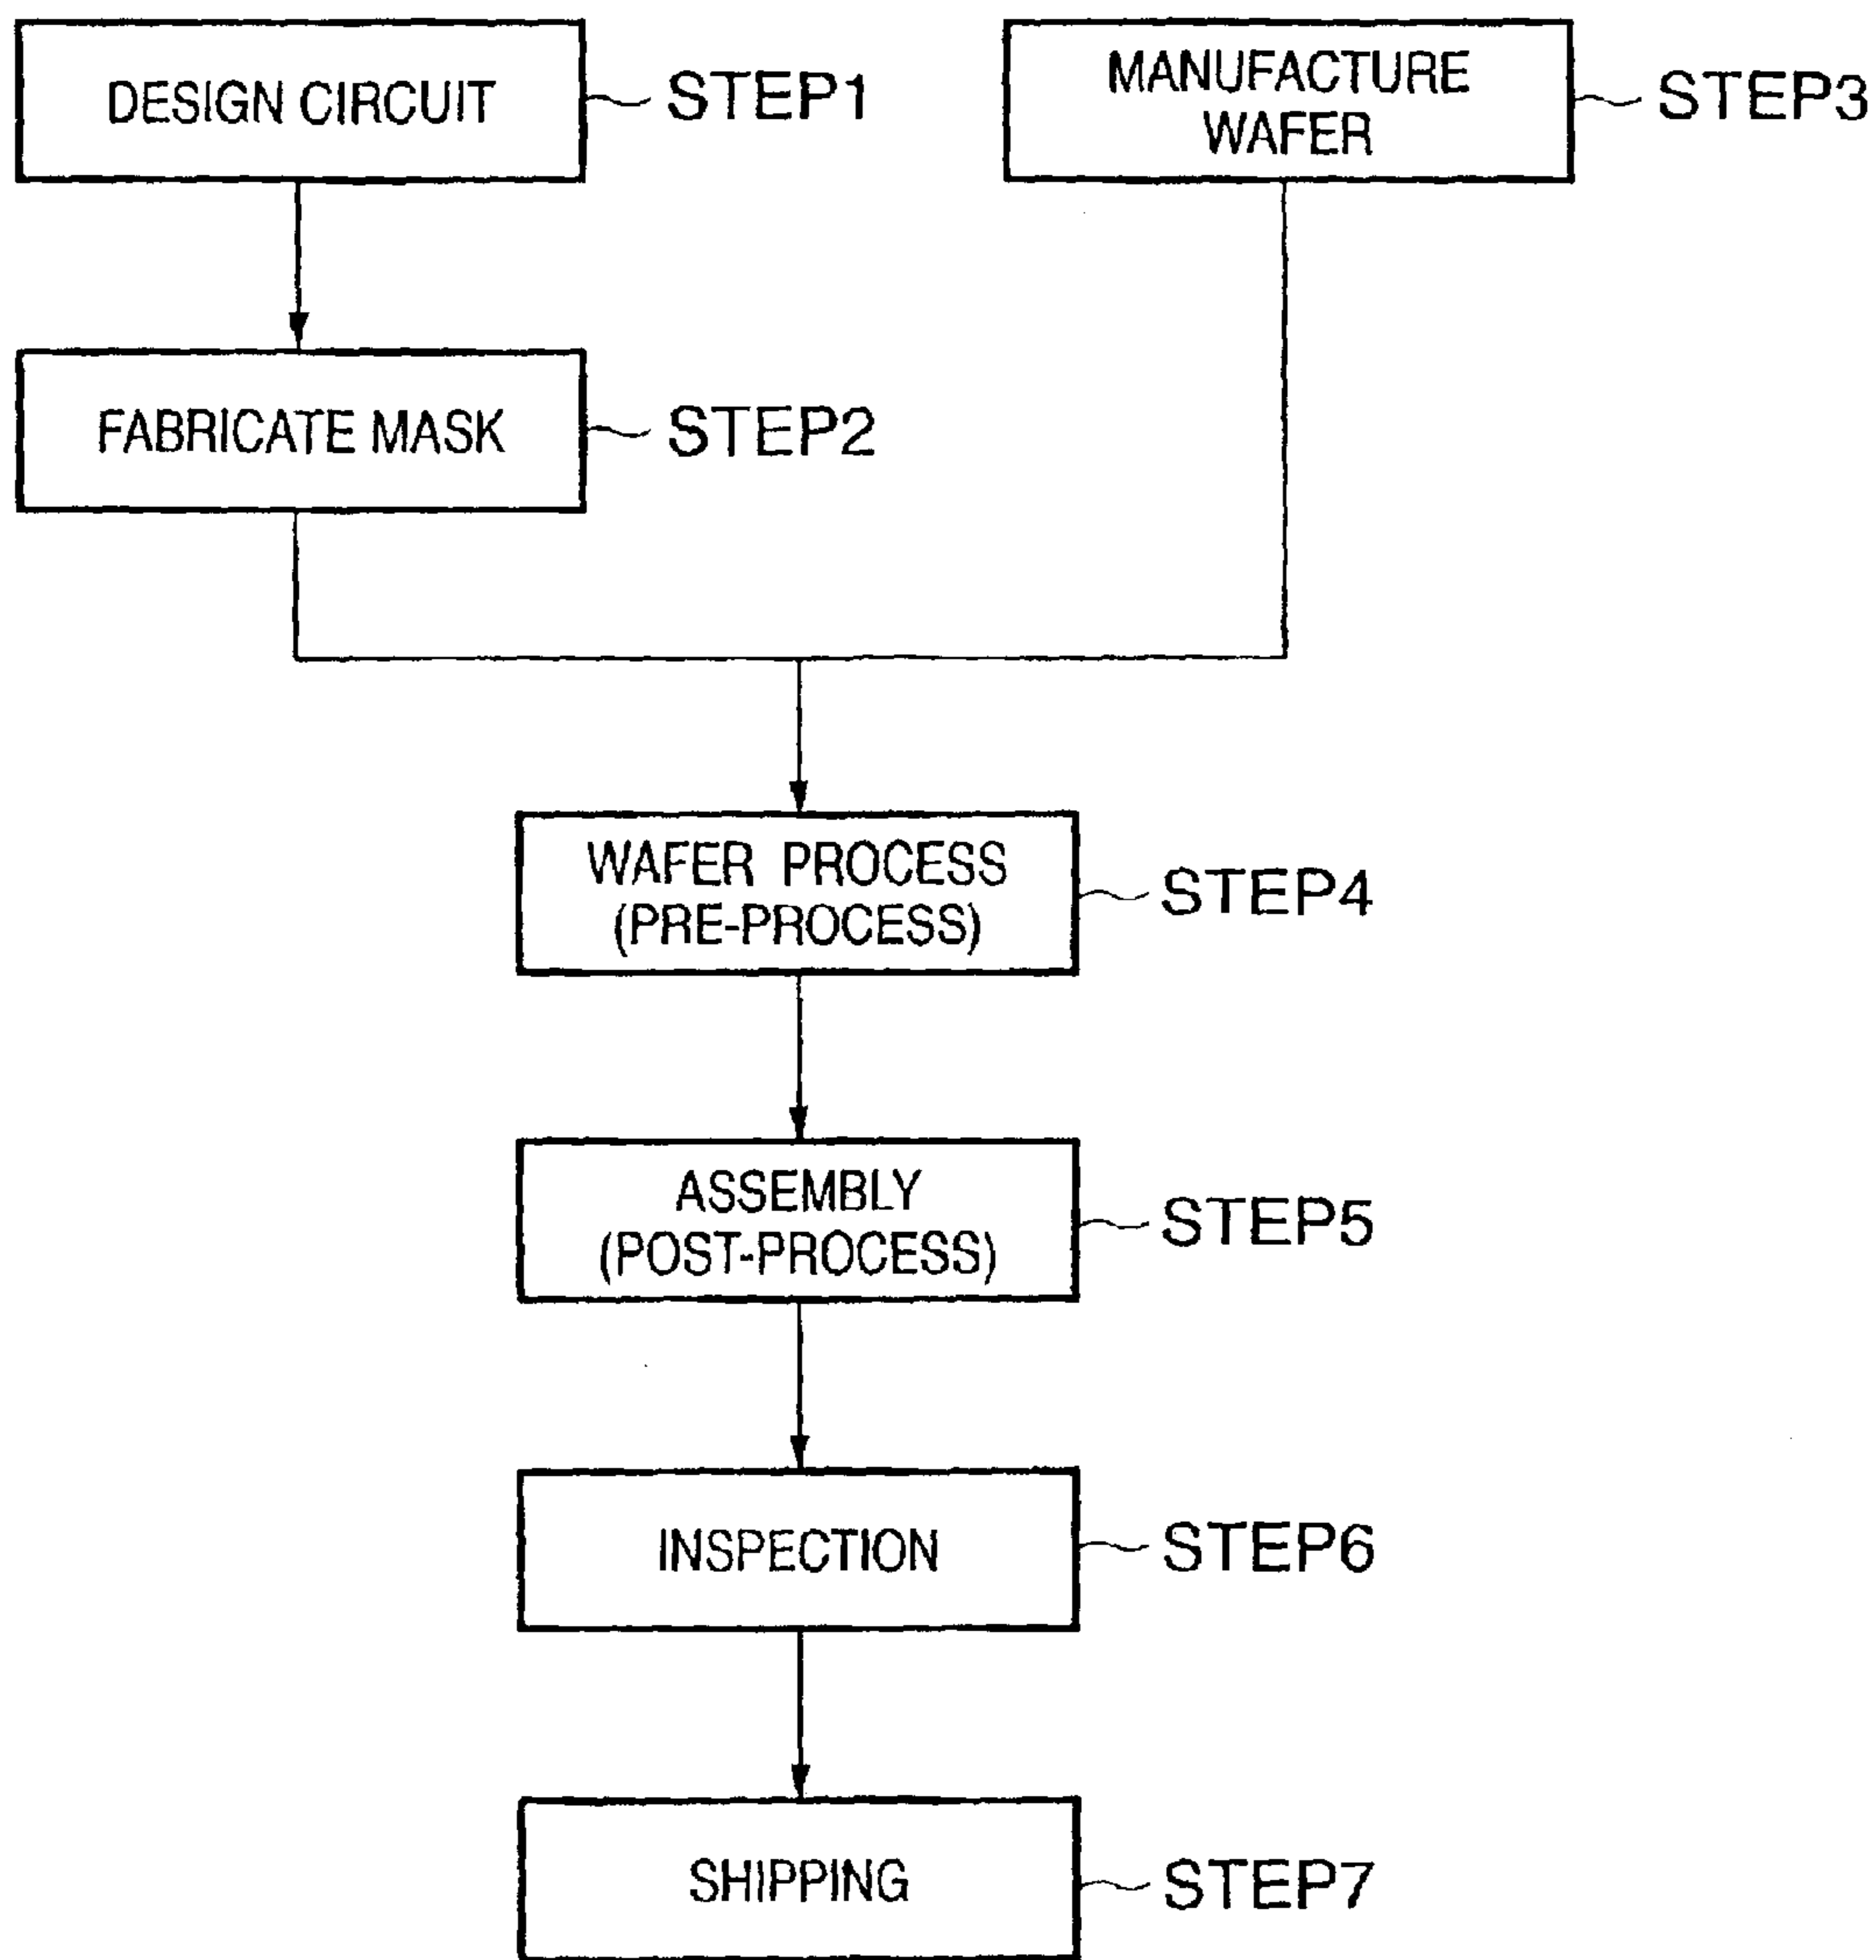 DESIGN CIRCUIT
STEP1
MANUFACTURE
WAFER
STEP3
FABRICATE MASK
STEP2
WAFER PROCESS
(PRE-PROCESS)
STEP4
ASSEMBLY
(POST-PROCESS)
STEP5
INSPECTION
STEP6
SHIPPING
STEP7